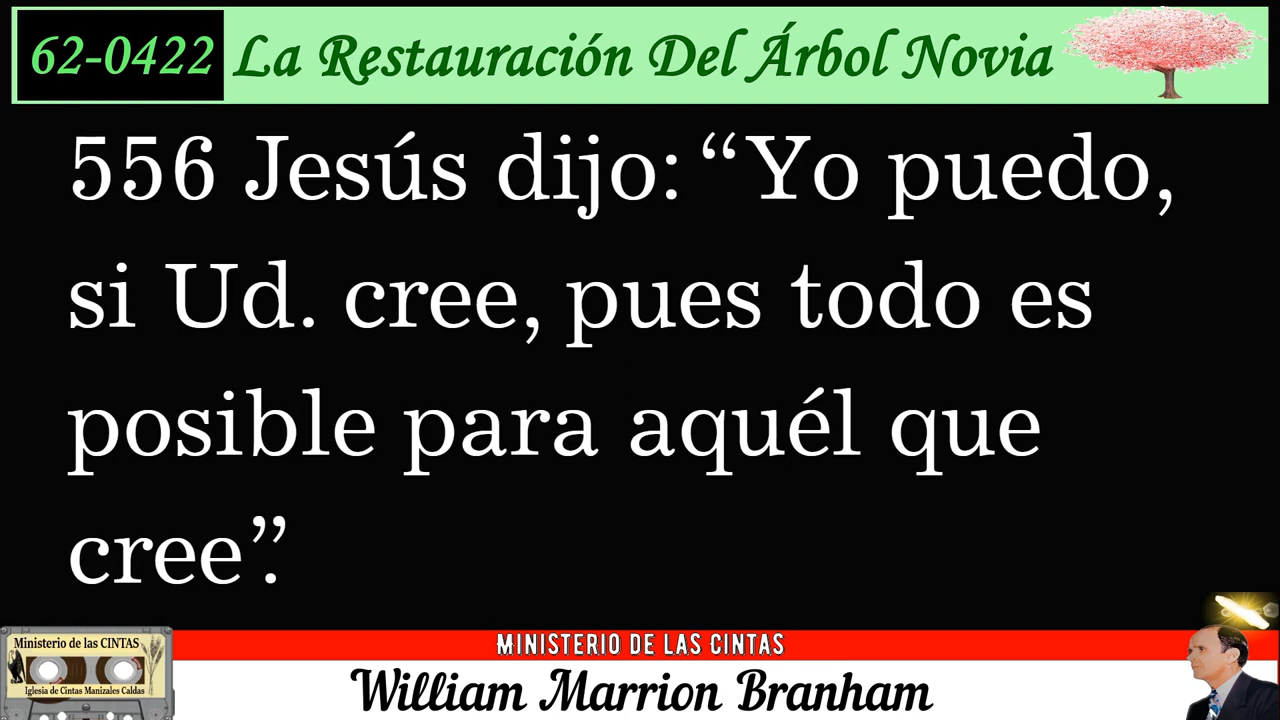 62-0422 La Restauración Del Árbol Novia
556 Jesús dijo: “Yo puedo,
si Ud. cree, pues todo es
posible para aquél que
cree”.
MINISTERIO DE LAS CINTAS
Ministerio de las CINTAS
Iglesia de Cintas Manizales Caldas
William Marrion Branham